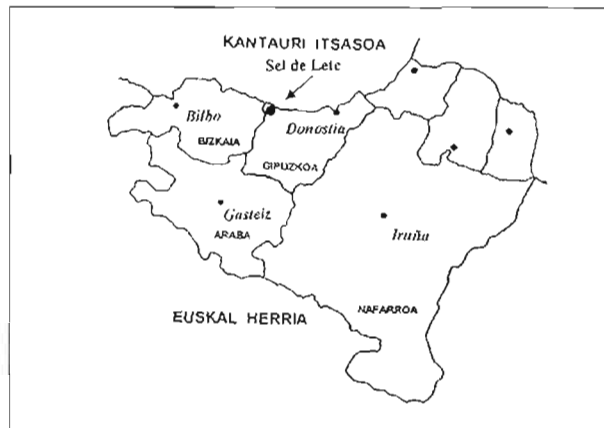 KANTAURI ITSASOA
Sel de Lete
Bilbo
Donostia
BIZKAIA
GIPUZKOA
Gasteiz
ARABA
Iruña
EUSKAL HERRIA
NAFARROA